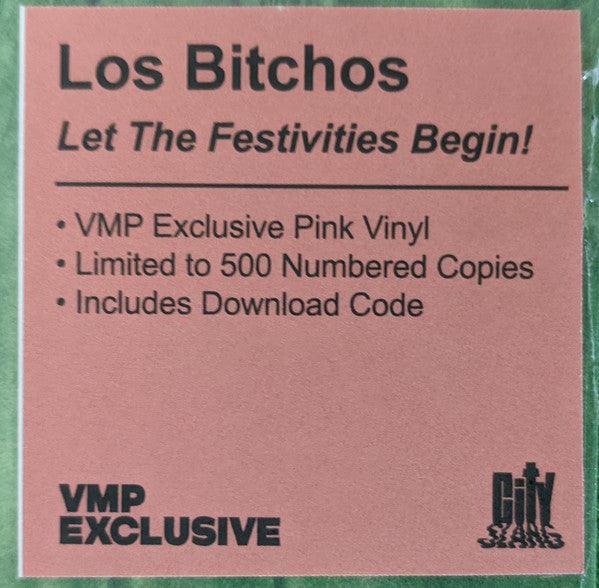 Los Bitchos
Let The Festivities Begin!
• VMP Exclusive Pink Vinyl
• Limited to 500 Numbered Copies
• Includes Download Code
VMP
EXCLUSIVE
City
SLANG